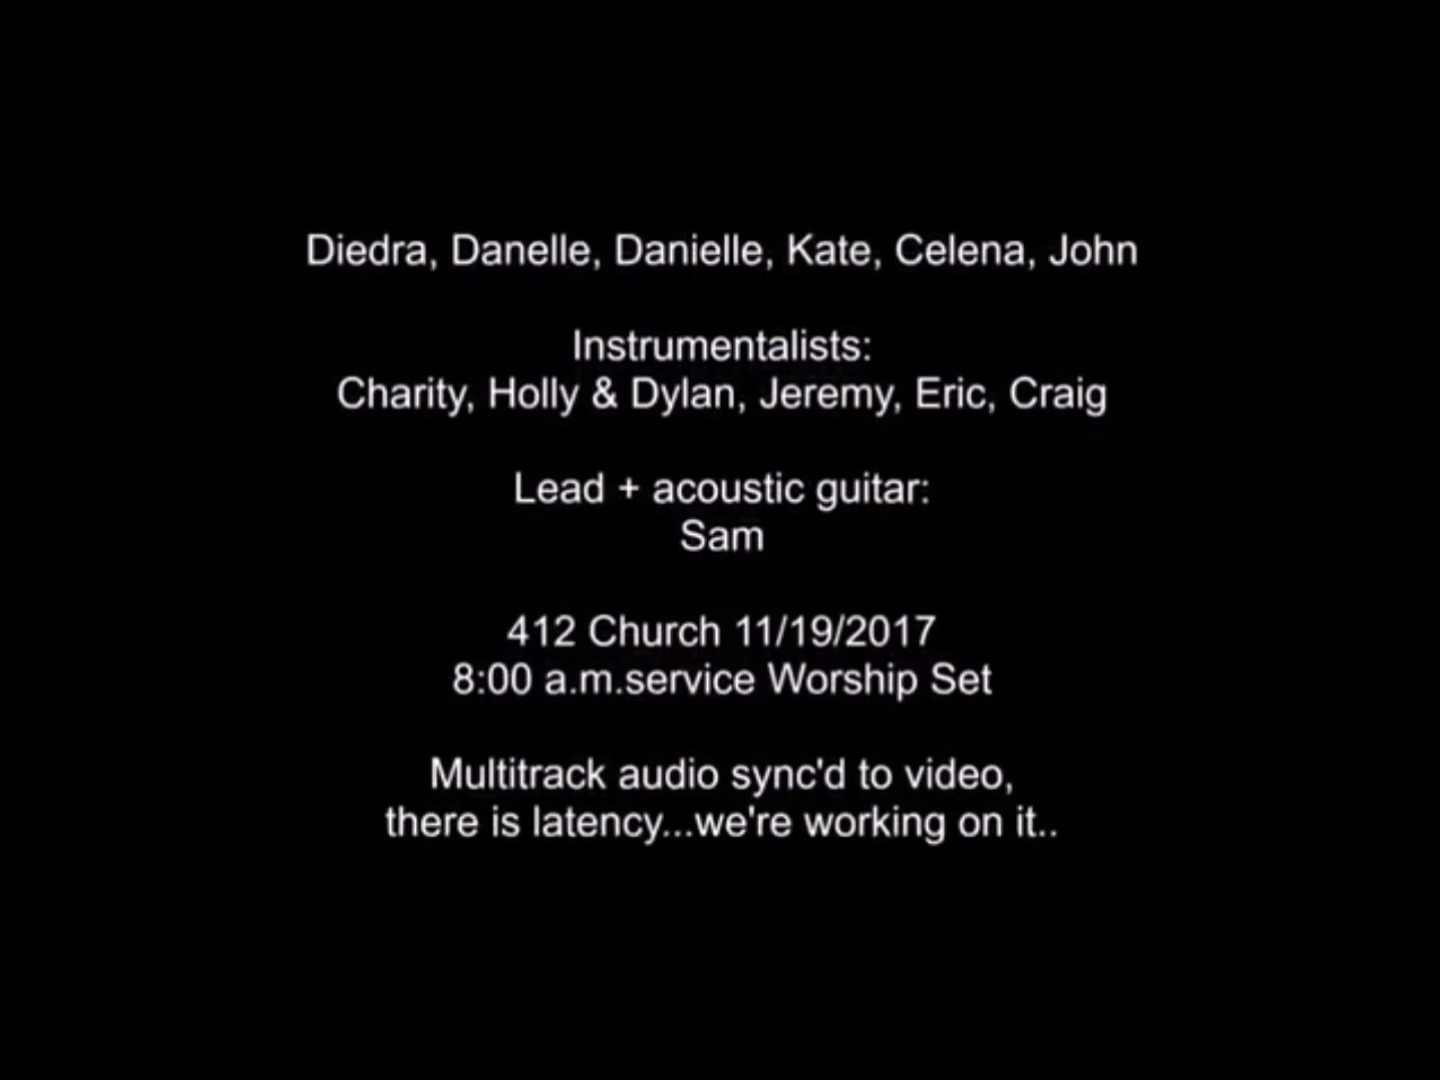 Diedra, Danelle, Danielle, Kate, Celena, John
Instrumentalists:
Charity, Holly & Dylan, Jeremy, Eric, Craig
Lead + acoustic guitar:
Sam
412 Church 11/19/2017
8:00 a.m.service Worship Set
Multitrack audio sync'd to video,
there is latency...we're working on it..